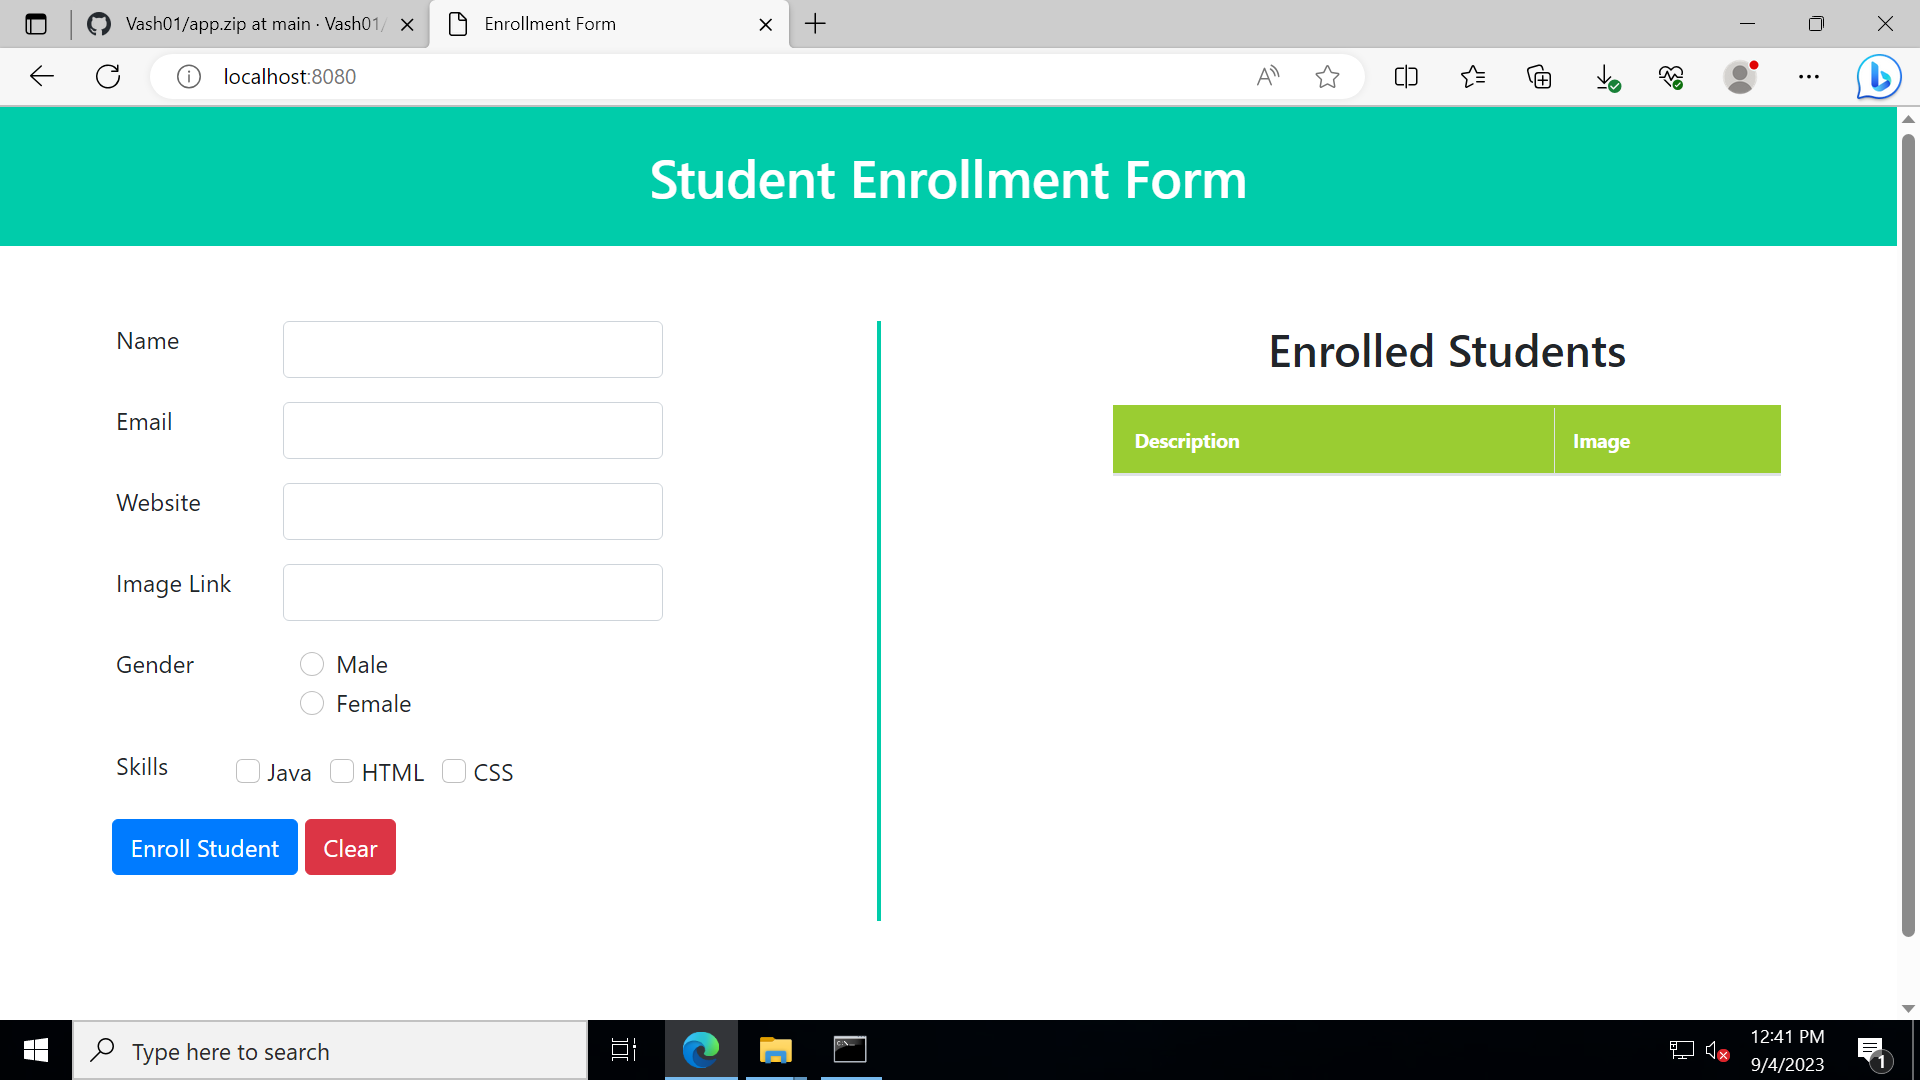 Vash01/app.zip at main · Vash01/
Enrollment Form
localhost:8080
Student Enrollment Form
Name
Email
Website
Image Link
Gender
Male
Female
Skills
Java
HTML
CSS
Enroll Student
Clear
Enrolled Students
Description
Image
Type here to search
12:41 PM
9/4/2023
1